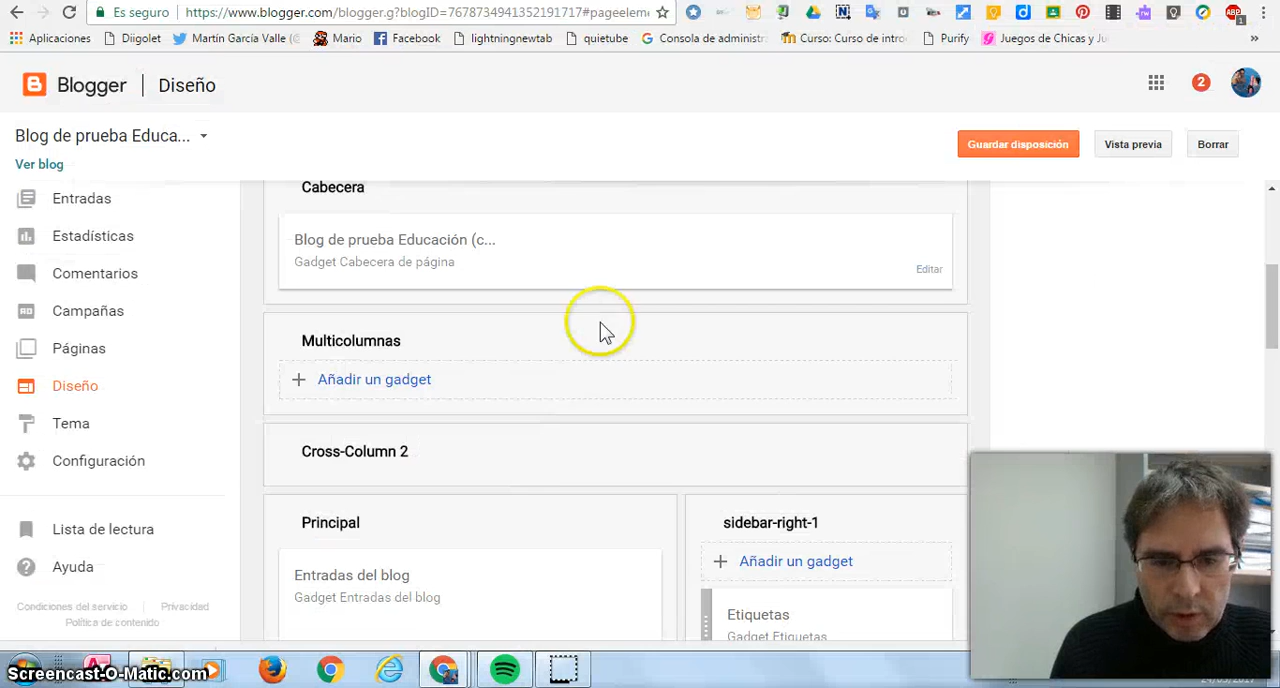 Es seguro https://www.blogger.com/blogger.g?blogID=767873494135219 1717#pageeleme
Aplicaciones Diigolet Martín García Valle ( Mario Facebook lightningnewab quietube Consola de administra Curso: Curso de intro Purify Juegos de Chicas y Ju »
Blogger Diseño 2
Blog de prueba Educa...
Guardar disposición Vista previa Borrar
Ver blog
Entradas
Estadísticas
Comentarios
Campañas
Páginas
Diseño
Tema
Configuración
Lista de lectura
Ayuda
Condiciones del servicio Privacidad
Política de contenido
Cabecera
Blog de prueba Educación (c...
Gadget Cabecera de página
Editar
Multicolumnas
+ Añadir un gadget
Cross-Column 2
Principal
Entradas del blog
Gadget Entradas del blog
sidebar-right-1
+ Añadir un gadget
Etiquetas
Gadget Etiquetas
Screencast-O-Matic.com